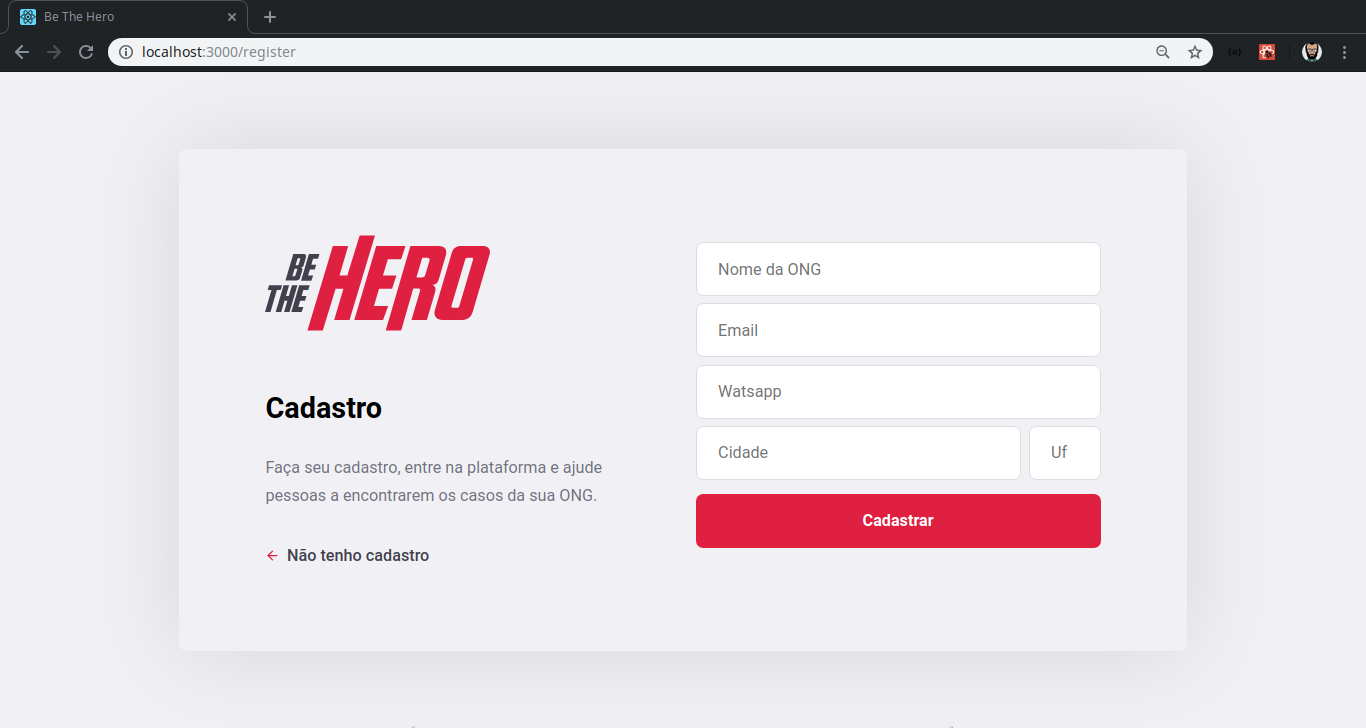 Be The Hero
localhost:3000/register
BE
THE HERO
Cadastro
Faça seu cadastro, entre na plataforma e ajude
pessoas a encontrarem os casos da sua ONG.
Não tenho cadastro
Nome da ONG
Email
Watsapp
Cidade
Uf
Cadastrar